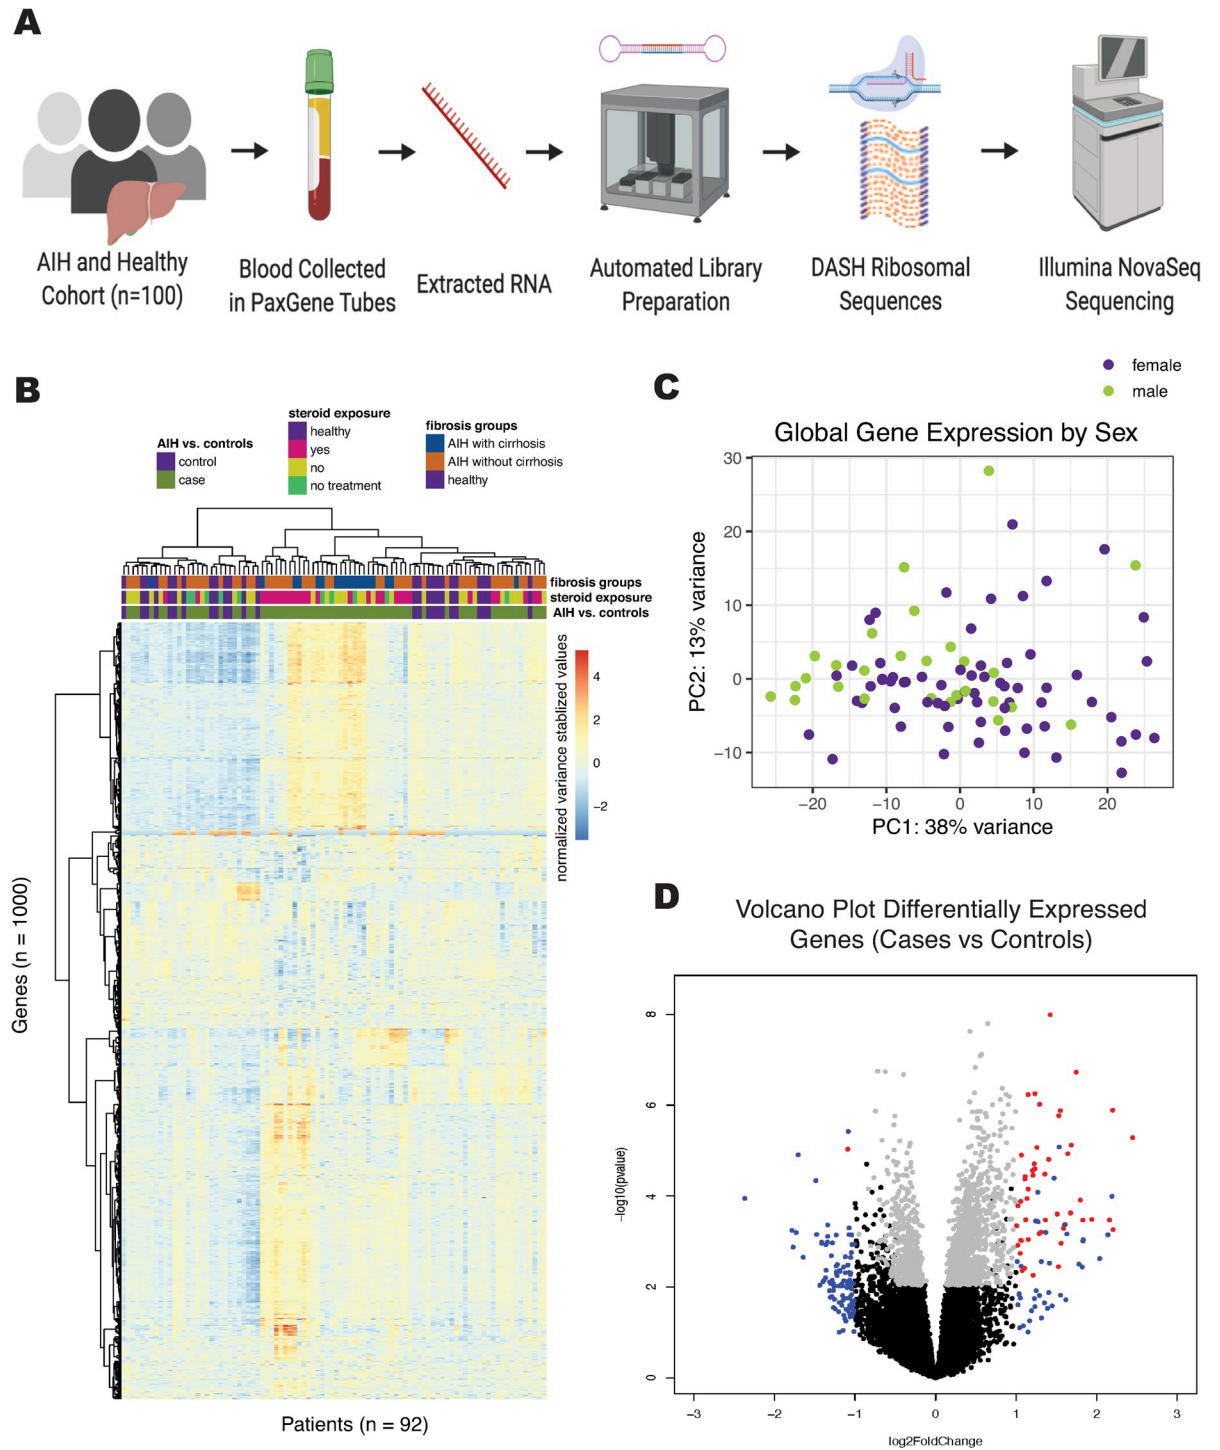 A
AIH and Healthy
Cohort (n=100)
Blood Collected
in PaxGene Tubes
Extracted RNA
Automated Library
Preparation
DASH Ribosomal
Sequences
Illumina NovaSeq
Sequencing
B
AIH vs. controls
control
case
steroid exposure
healthy
yes
no
no treatment
fibrosis groups
AIH with cirrhosis
AIH without cirrhosis
healthy
fibrosis groups
steroid exposure
AIH vs. controls
normalized variance stablized values
4
2
0
−2
Genes (n = 1000)
Patients (n = 92)
C
female
male
Global Gene Expression by Sex
PC2: 13% variance
30
20
10
0
−10
−20
−10
0
10
20
PC1: 38% variance
D
Volcano Plot Differentially Expressed
Genes (Cases vs Controls)
−log10(pvalue)
8
6
4
2
0
−3
−2
−1
0
1
2
3
log2FoldChange